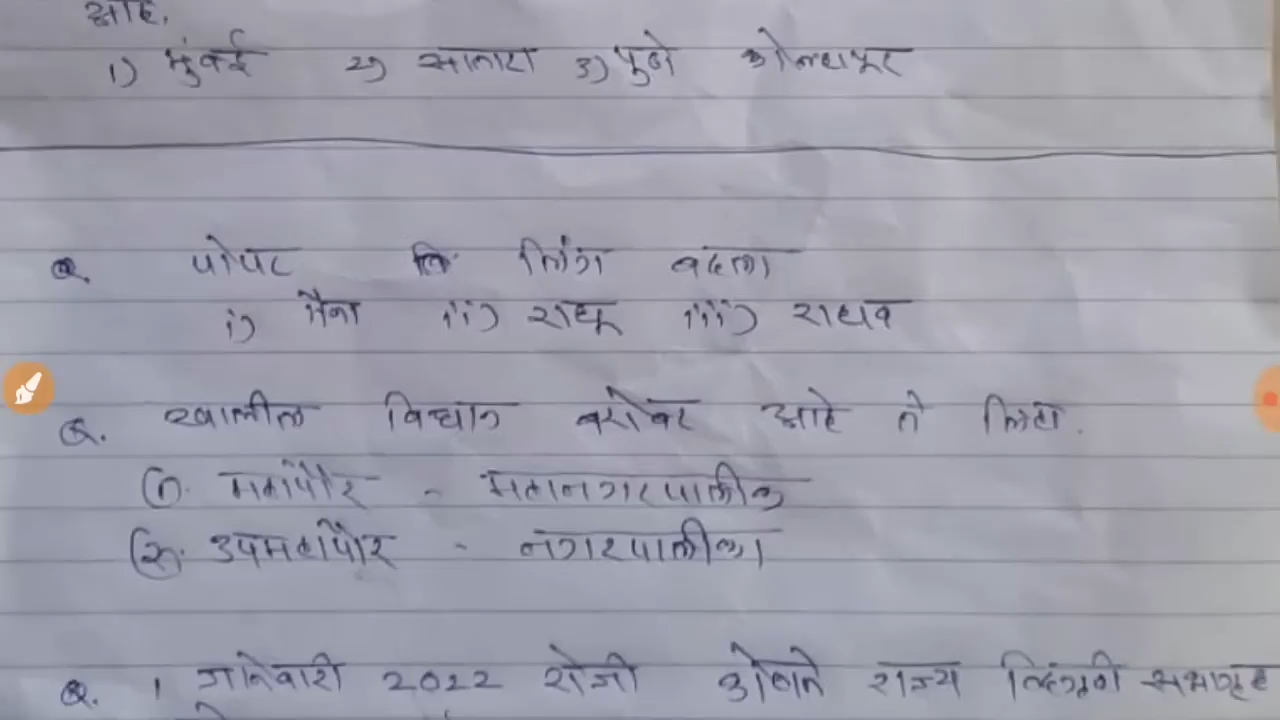 आहे.
1) मुंबई 2) सातारा 3) पुणे कोल्हापूर
Q. पोपट लिंग बदला
i) मैना ii) राघू iii) राघव
Q. खालील विधान बरोबर आहे ते लिहा.
1. महापौर - महानगरपालीका
2. उपमहापौर - नगरपालीका
Q. 1 जानेवारी 2022 रोजी कोणते राज्य द्विगृही सभागृह